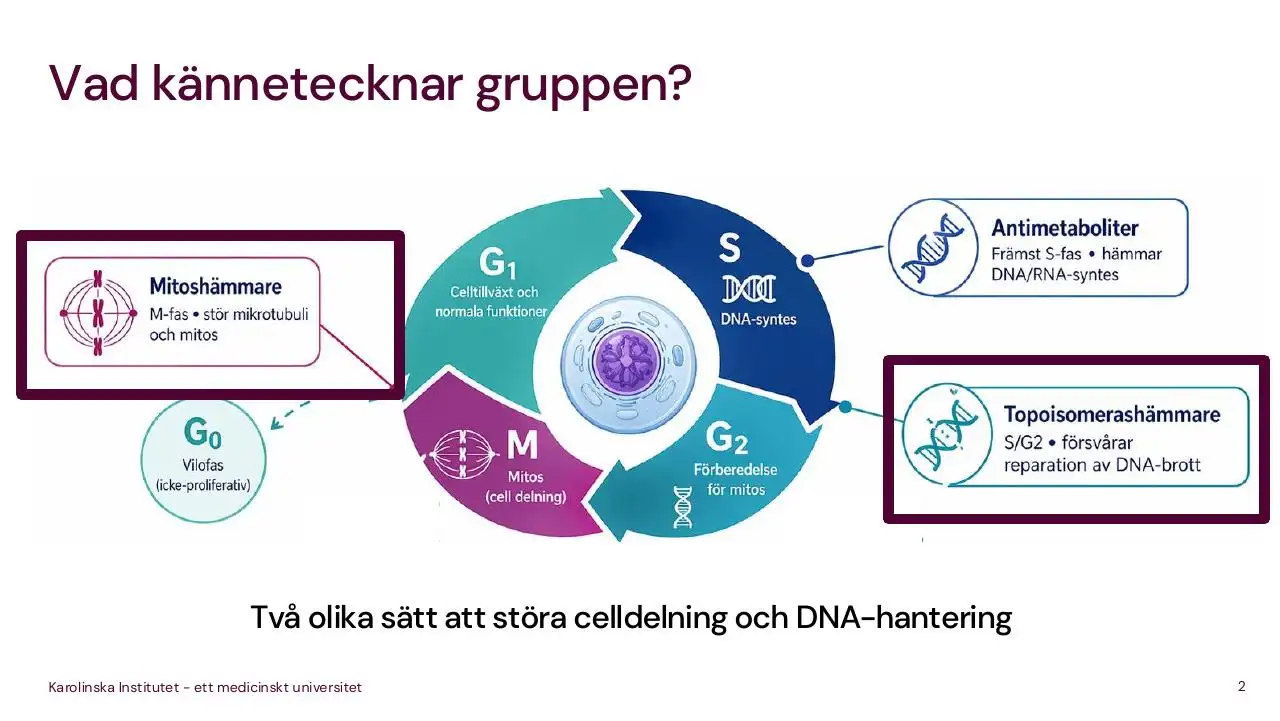 Vad kännetecknar gruppen?
Mitoshämmare
M-fas • stör mikrotubuli
och mitos
G1
Celltillväxt och
normala funktioner
S
DNA-syntes
Antimetaboliter
Främst S-fas • hämmar
DNA/RNA-syntes
Topoisomerashämmare
S/G2 • försvårar
reparation av DNA-brott
G0
Vilofas
(icke-proliferativ)
M
Mitos
(cell delning)
G2
Förberedelse
för mitos
Två olika sätt att störa celldelning och DNA-hantering
Karolinska Institutet - ett medicinskt universitet
2